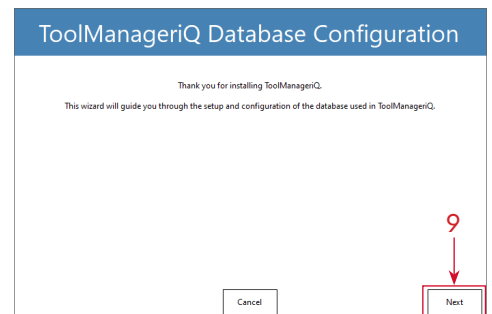 ToolManageriQ Database Configuration
Thank you for installing ToolManageriQ.
This wizard will guide you through the setup and configuration of the database used in ToolManageriQ.
9
Cancel
Next